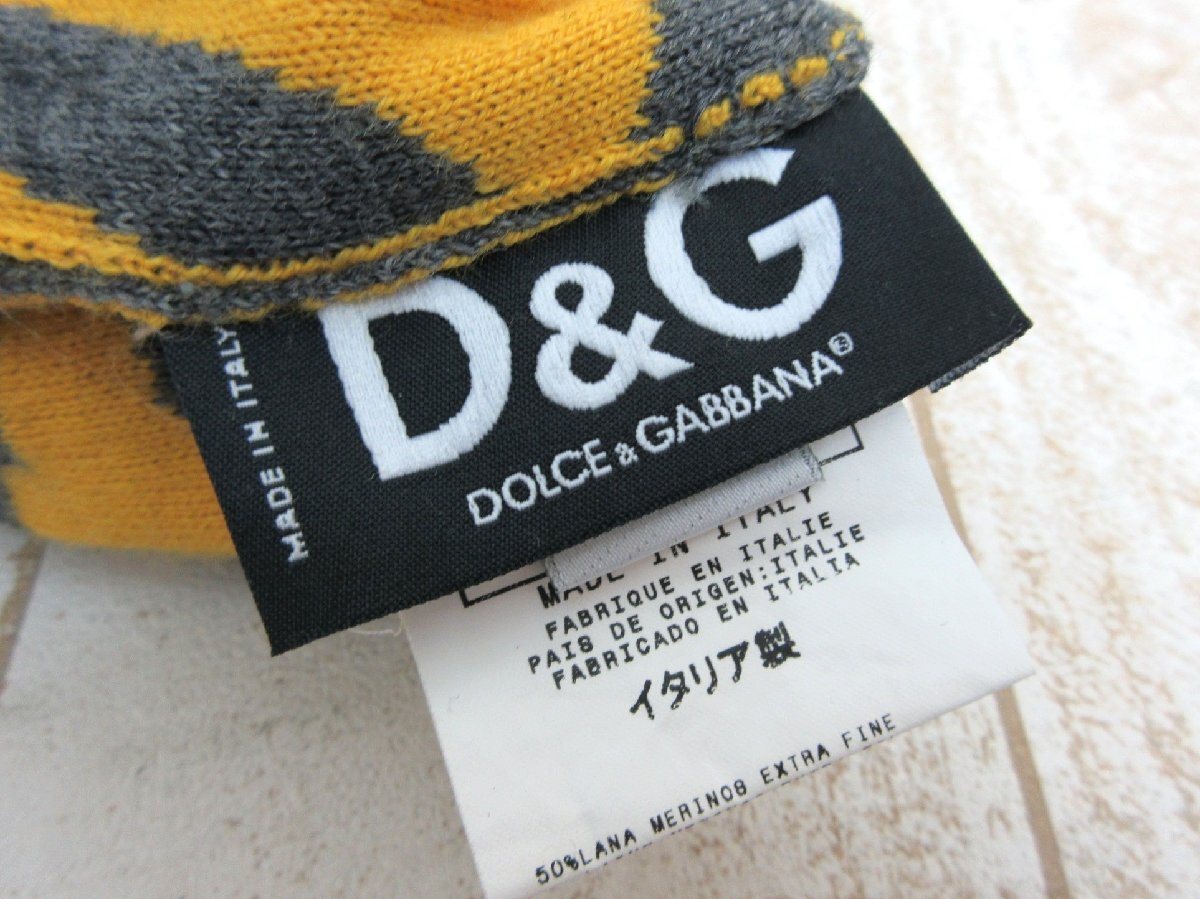 MADE IN ITALY
D&G
DOLCE & GABBANA®
MADE IN ITALY
FABRIQUE EN ITALIE
PAIS DE ORIGEN:ITALIE
FABRICADO EN ITALIA
イタリア製
50%LANA MERINOS EXTRA FINE